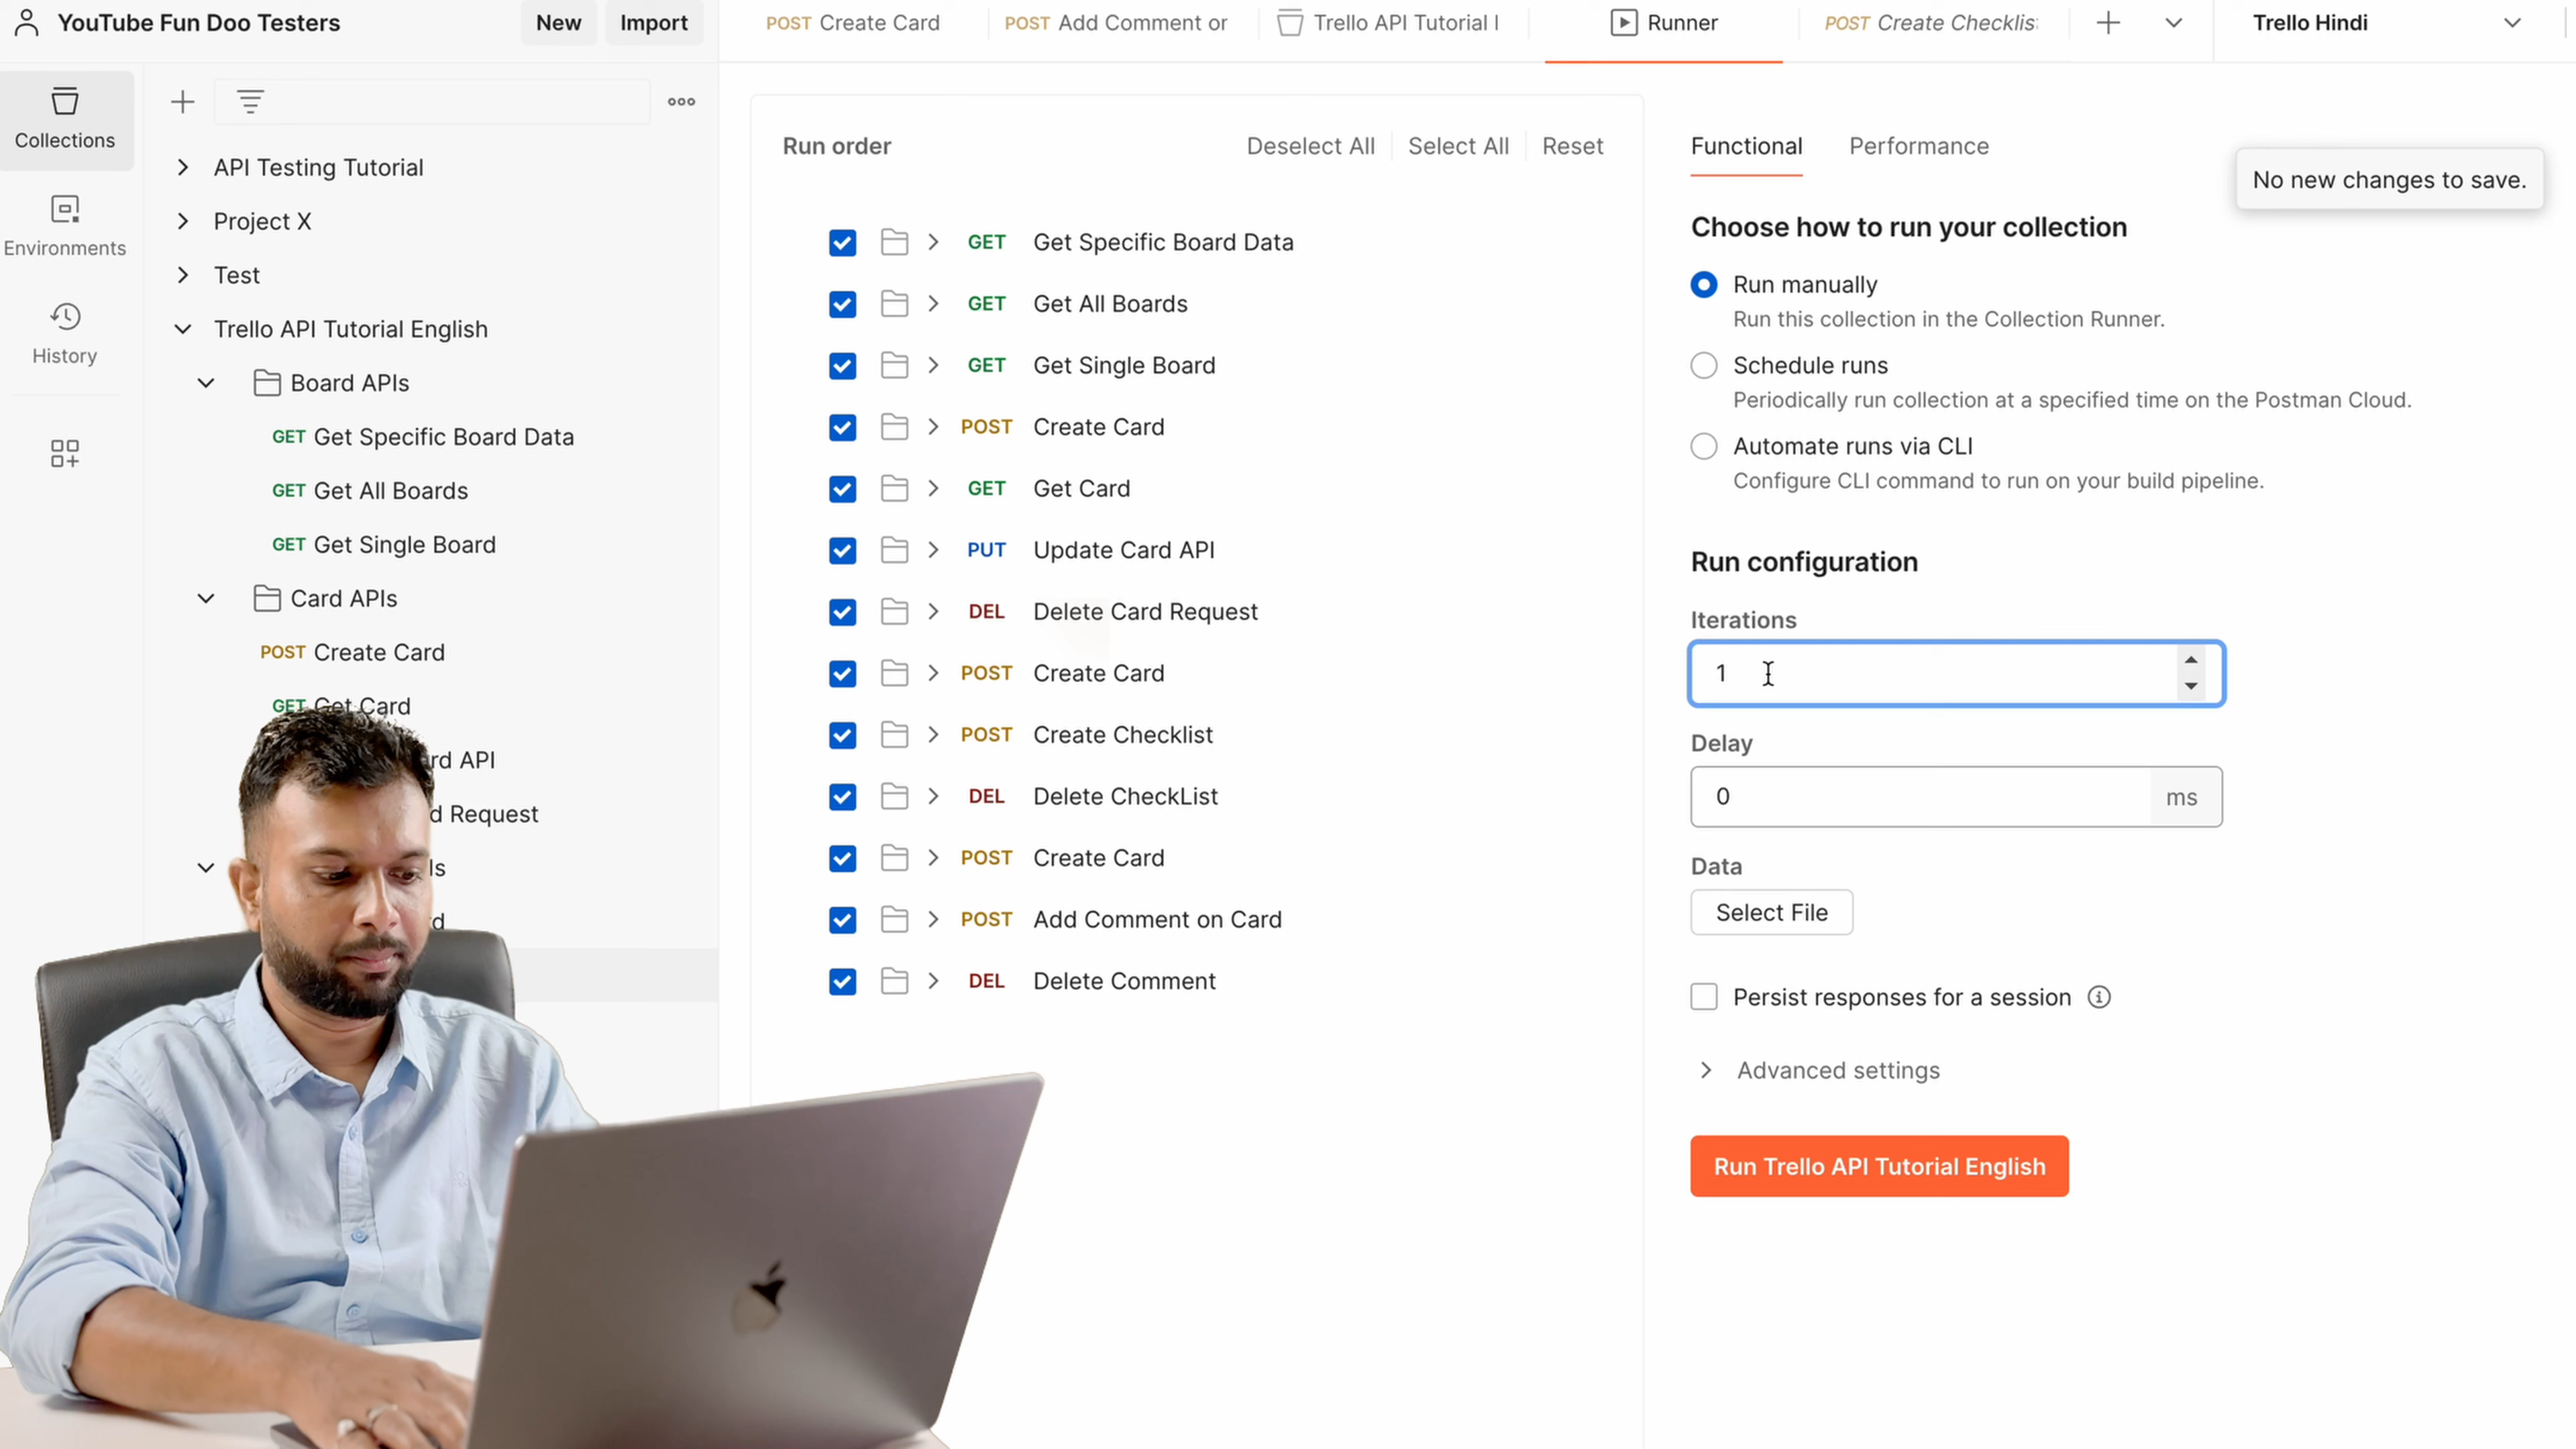 YouTube Fun Doo Testers
New
Import
POST Create Card
POST Add Comment or
Trello API Tutorial
Runner
POST Create Checklis
Trello Hindi
Collections
Environments
History
API Testing Tutorial
Project X
Test
Trello API Tutorial English
Board APIs
GET Get Specific Board Data
GET Get All Boards
GET Get Single Board
Card APIs
POST Create Card
GET Get Card
rd API
d Request
ls
d
Run order
Deselect All
Select All
Reset
GET Get Specific Board Data
GET Get All Boards
GET Get Single Board
POST Create Card
GET Get Card
PUT Update Card API
DEL Delete Card Request
POST Create Card
POST Create Checklist
DEL Delete CheckList
POST Create Card
POST Add Comment on Card
DEL Delete Comment
Functional
Performance
No new changes to save.
Choose how to run your collection
Run manually
Run this collection in the Collection Runner.
Schedule runs
Periodically run collection at a specified time on the Postman Cloud.
Automate runs via CLI
Configure CLI command to run on your build pipeline.
Run configuration
Iterations
1
Delay
0 ms
Data
Select File
Persist responses for a session
Advanced settings
Run Trello API Tutorial English